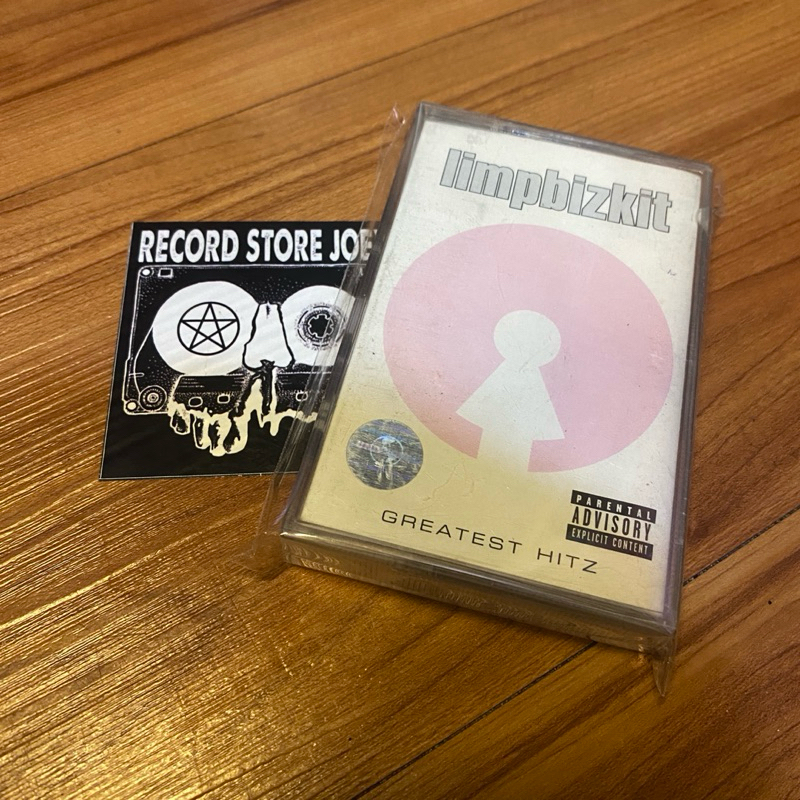 RECORD STORE JOE
limpbizkit
GREATEST HITZ
PARENTAL
ADVISORY
EXPLICIT CONTENT